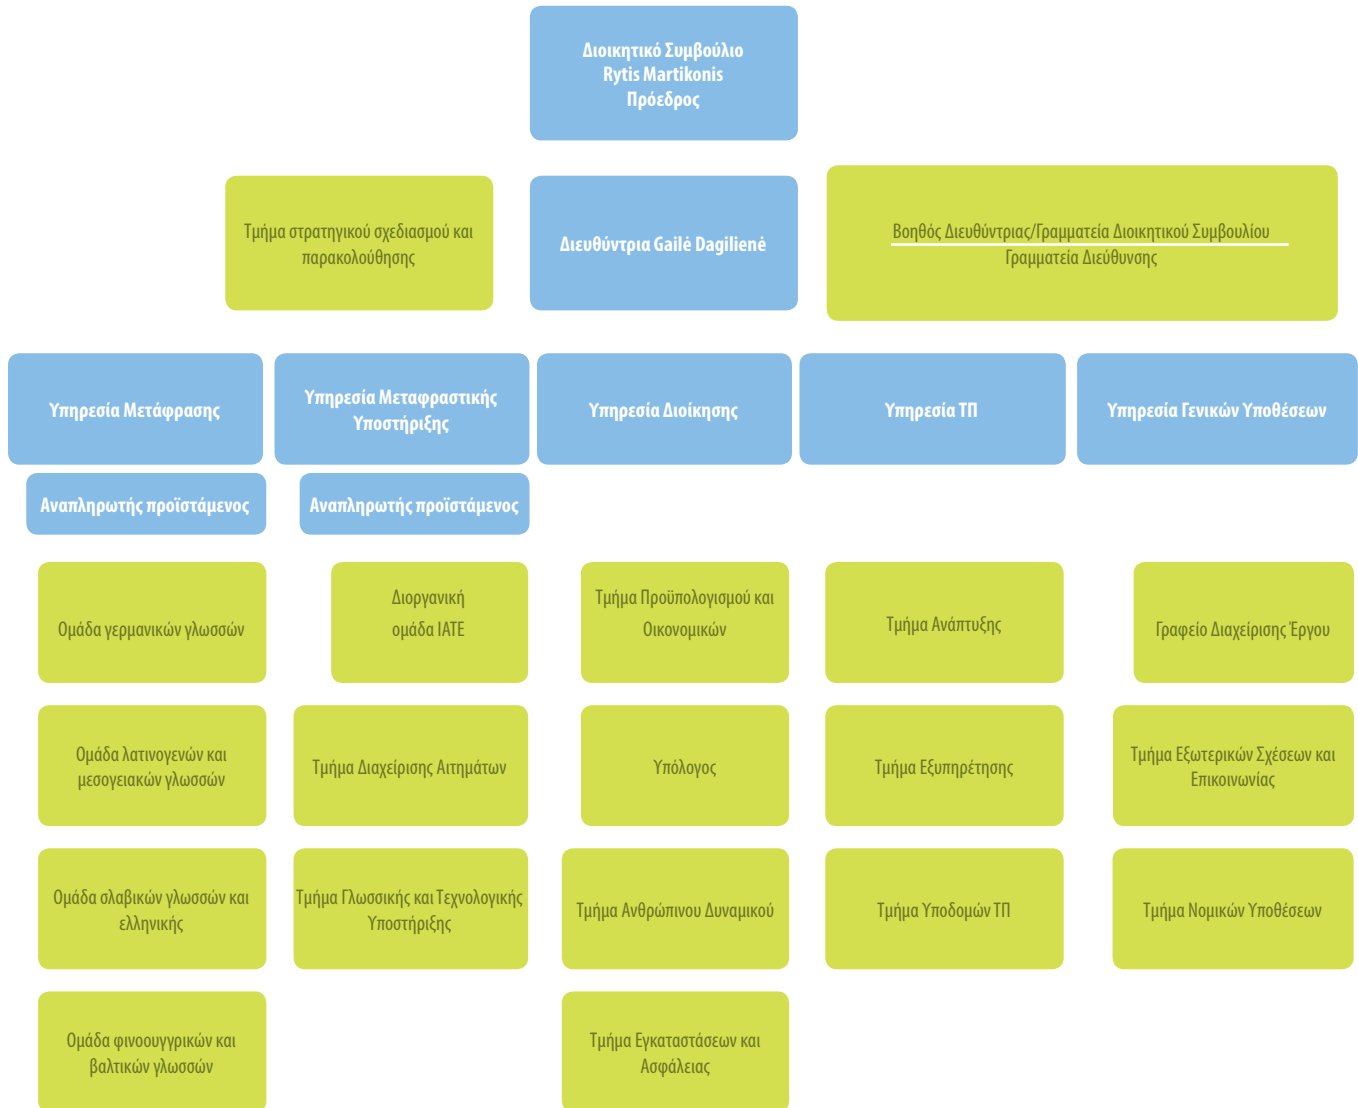 Διοικητικό Συμβούλιο
Rytis Martikonis
Πρόεδρος
Τμήμα στρατηγικού σχεδιασμού και
παρακολούθησης
Διευθύντρια Gailė Dagilienė
Βοηθός Διευθύντριας/Γραμματεία Διοικητικού Συμβουλίου
Γραμματεία Διεύθυνσης
Υπηρεσία Μετάφρασης
Υπηρεσία Μεταφραστικής
Υποστήριξης
Υπηρεσία Διοίκησης
Υπηρεσία ΤΠ
Υπηρεσία Γενικών Υποθέσεων
Αναπληρωτής προϊστάμενος
Αναπληρωτής προϊστάμενος
Ομάδα γερμανικών γλωσσών
Διοργανική
ομάδα IATE
Τμήμα Προϋπολογισμού και
Οικονομικών
Τμήμα Ανάπτυξης
Γραφείο Διαχείρισης Έργου
Ομάδα λατινογενών και
μεσογειακών γλωσσών
Τμήμα Διαχείρισης Αιτημάτων
Υπόλογος
Τμήμα Εξυπηρέτησης
Τμήμα Εξωτερικών Σχέσεων και
Επικοινωνίας
Ομάδα σλαβικών γλωσσών και
ελληνικής
Τμήμα Γλωσσικής και Τεχνολογικής
Υποστήριξης
Τμήμα Ανθρώπινου Δυναμικού
Τμήμα Υποδομών ΤΠ
Τμήμα Νομικών Υποθέσεων
Ομάδα φινοουγγρικών και
βαλτικών γλωσσών
Τμήμα Εγκαταστάσεων και
Ασφάλειας